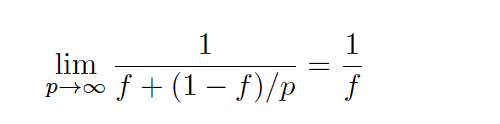 lim_{p→∞} 1 / (f + (1 − f)/p) = 1 / f